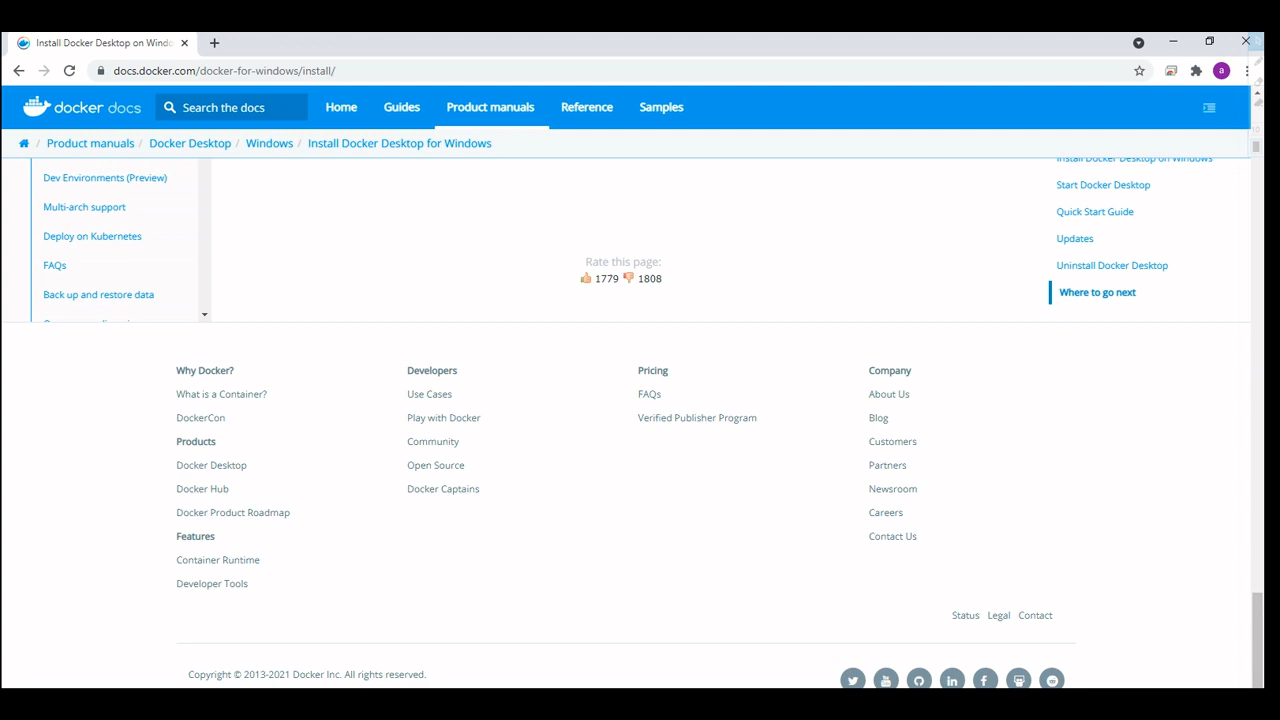 Install Docker Desktop on Windo
docs.docker.com/docker-for-windows/install/
a
docker docs
Search the docs
Home
Guides
Product manuals
Reference
Samples
/ Product manuals / Docker Desktop / Windows / Install Docker Desktop for Windows
Dev Environments (Preview)
Multi-arch support
Deploy on Kubernetes
FAQs
Back up and restore data
Rate this page:
1779 1808
Install Docker Desktop on Windows
Start Docker Desktop
Quick Start Guide
Updates
Uninstall Docker Desktop
Where to go next
Why Docker?
What is a Container?
DockerCon
Products
Docker Desktop
Docker Hub
Docker Product Roadmap
Features
Container Runtime
Developer Tools
Developers
Use Cases
Play with Docker
Community
Open Source
Docker Captains
Pricing
FAQs
Verified Publisher Program
Company
About Us
Blog
Customers
Partners
Newsroom
Careers
Contact Us
Status Legal Contact
Copyright © 2013-2021 Docker Inc. All rights reserved.